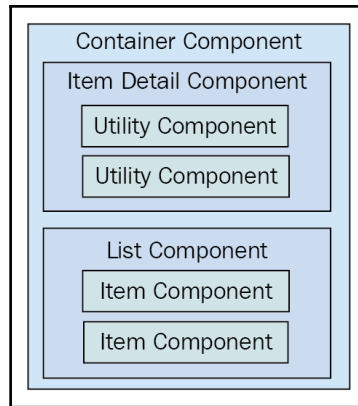 Container Component
Item Detail Component
Utility Component
Utility Component
List Component
Item Component
Item Component